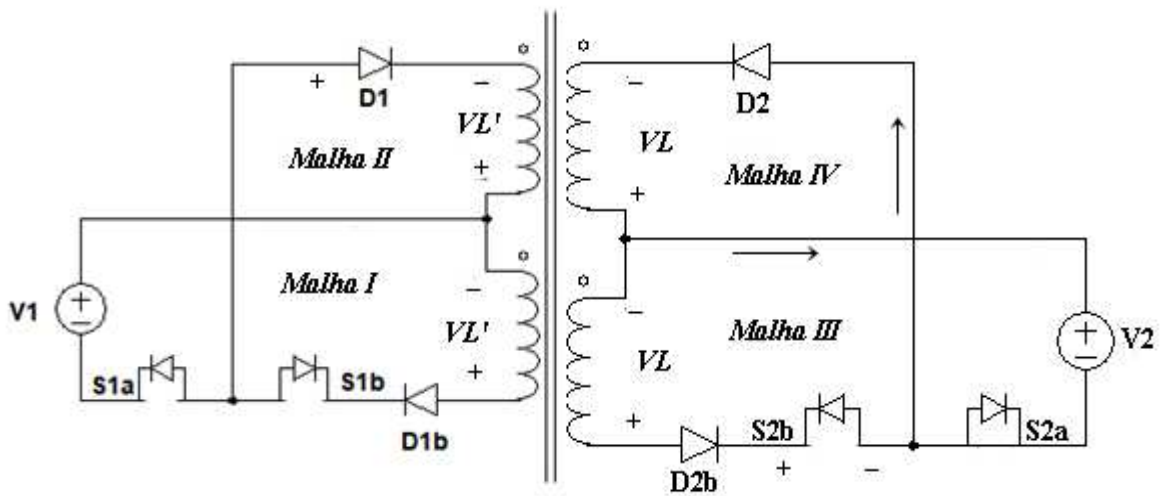 D1
VL'
Malha II
V1
Malha I
VL'
S1a
S1b
D1b
D2
VL
Malha IV
Malha III
VL
V2
S2b
S2a
D2b